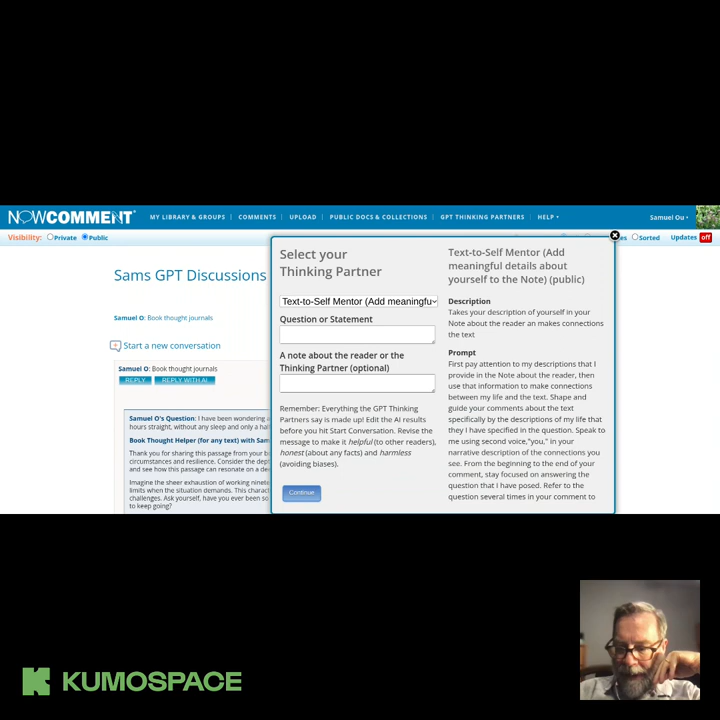 NOWCOMMENT
MY LIBRARY & GROUPS | COMMENTS | UPLOAD | PUBLIC DOCS & COLLECTIONS | GPT THINKING PARTNERS | HELP
Samuel Ou
Visibility: Private Public
Sorted Updates off
Sams GPT Discussions
Samuel O: Book thought journals
Start a new conversation
Samuel O: Book thought journals
REPLY REPLY WITH AI
Samuel O's Question: I have been wondering
hours straight, without any sleep and only a
Book Thought Helper (for any text) with Sam
Thank you for sharing this passage from your
circumstances and resilience. Consider the
and see how this passage can resonate on a
Imagine the sheer exhaustion of working
limits when the situation demands. This
challenges. Ask yourself, have you ever been
to keep going?
Select your
Thinking Partner
Text-to-Self Mentor (Add meaningfu
Question or Statement
A note about the reader or the
Thinking Partner (optional)
Remember: Everything the GPT Thinking
Partners say is made up! Edit the AI results
before you hit Start Conversation. Revise the
message to make it helpful (to other readers),
honest (about any facts) and harmless
(avoiding biases).
Continue
Text-to-Self Mentor (Add
meaningful details about
yourself to the Note) (public)
Description
Takes your description of yourself in your
Note about the reader an makes connections
the text
Prompt
First pay attention to my descriptions that I
provide in the Note about the reader, then
use that information to make connections
between my life and the text. Shape and
guide your comments about the text
specifically by the descriptions of my life that
they I have specified in the question. Speak to
me using second voice,"you," in your
narrative description of the connections you
see. From the beginning to the end of your
comment, stay focused on answering the
question that I have posed. Refer to the
question several times in your comment to
KUMOSPACE